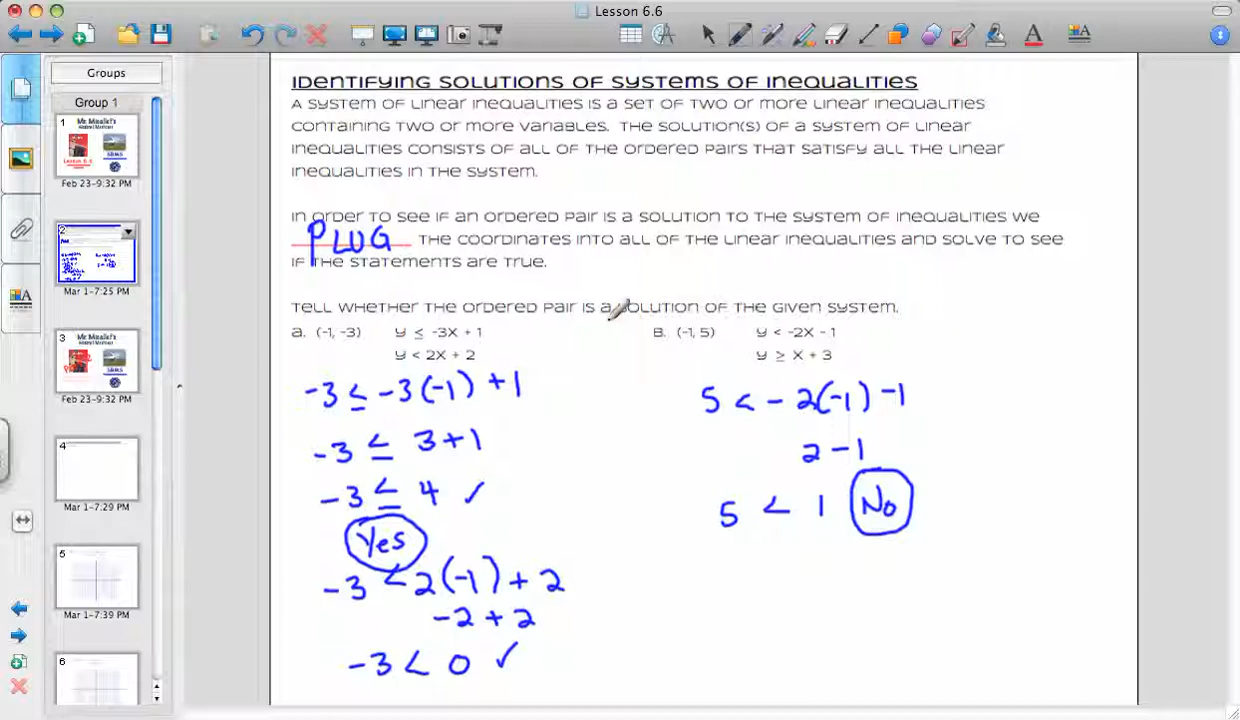 Lesson 6.6
Groups
Group 1
1
Feb 23-9:32 PM
2
Mar 1-7:25 PM
3
Feb 23-9:32 PM
4
Mar 1-7:29 PM
5
Mar 1-7:39 PM
6
Identifying Solutions of Systems of Inequalities
A system of linear inequalities is a set of two or more linear inequalities
containing two or more variables. The solution(s) of a system of linear
inequalities consists of all of the ordered pairs that satisfy all the linear
inequalities in the system.
In order to see if an ordered pair is a solution to the system of inequalities we
PLUG the coordinates into all of the linear inequalities and solve to see
if the statements are true.
Tell whether the ordered pair is a solution of the given system.
a. (-1, -3) y ≤ -3x + 1
y < 2x + 2
-3 ≤ -3(-1) +1
-3 ≤ 3+1
-3 ≤ 4 ✓
Yes
-3 < 2(-1) + 2
-2 + 2
-3 < 0 ✓
B. (-1, 5) y < -2x - 1
y ≥ x + 3
5 < -2(-1) -1
2 -1
5 < 1 No